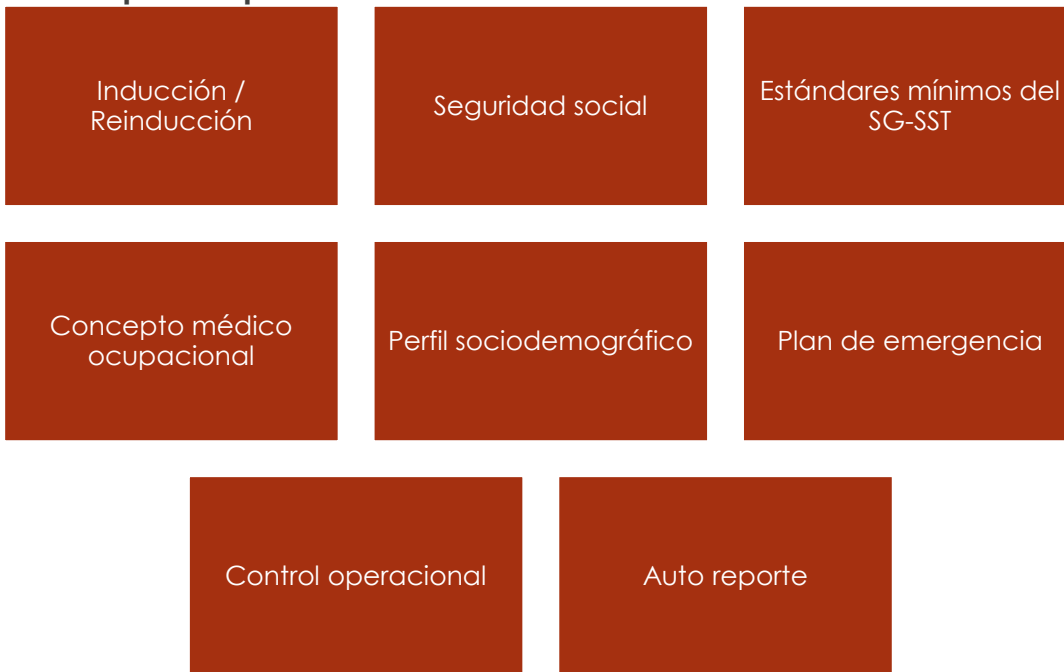 Inducción /
Reinducción
Seguridad social
Estándares mínimos del
SG-SST
Concepto médico
ocupacional
Perfil sociodemográfico
Plan de emergencia
Control operacional
Auto reporte